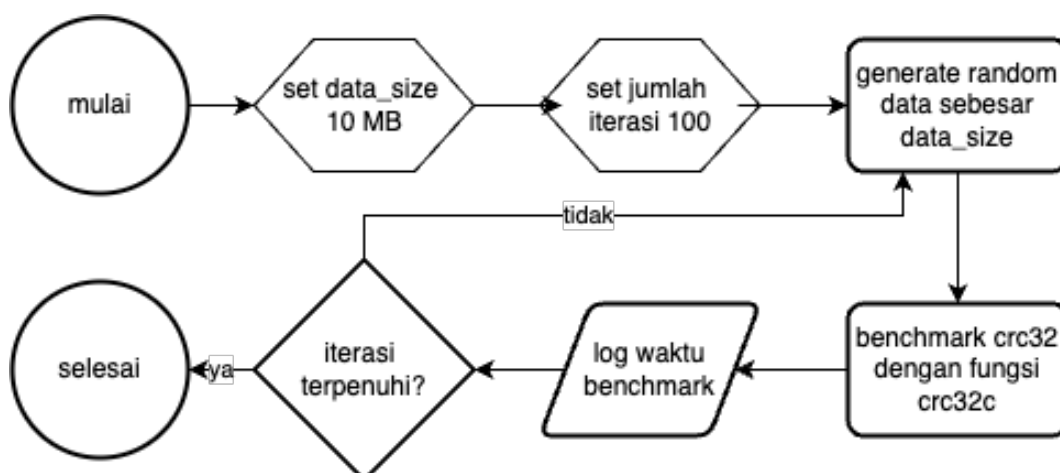 mulai
set data_size
10 MB
set jumlah
iterasi 100
generate random
data sebesar
data_size
tidak
selesai
ya
iterasi
terpenuhi?
log waktu
benchmark
benchmark crc32
dengan fungsi
crc32c